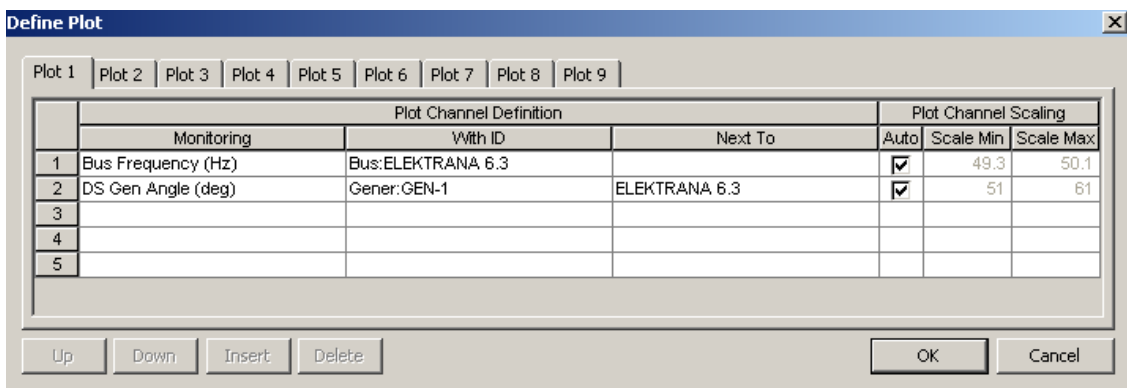 Define Plot
Plot 1 Plot 2 Plot 3 Plot 4 Plot 5 Plot 6 Plot 7 Plot 8 Plot 9
Plot Channel Definition Plot Channel Scaling
Monitoring With ID Next To Auto Scale Min Scale Max
1 Bus Frequency (Hz) Bus:ELEKTRANA 6.3 49.3 50.1
2 DS Gen Angle (deg) Gener:GEN-1 ELEKTRANA 6.3 51 61
3
4
5
Up Down Insert Delete OK Cancel